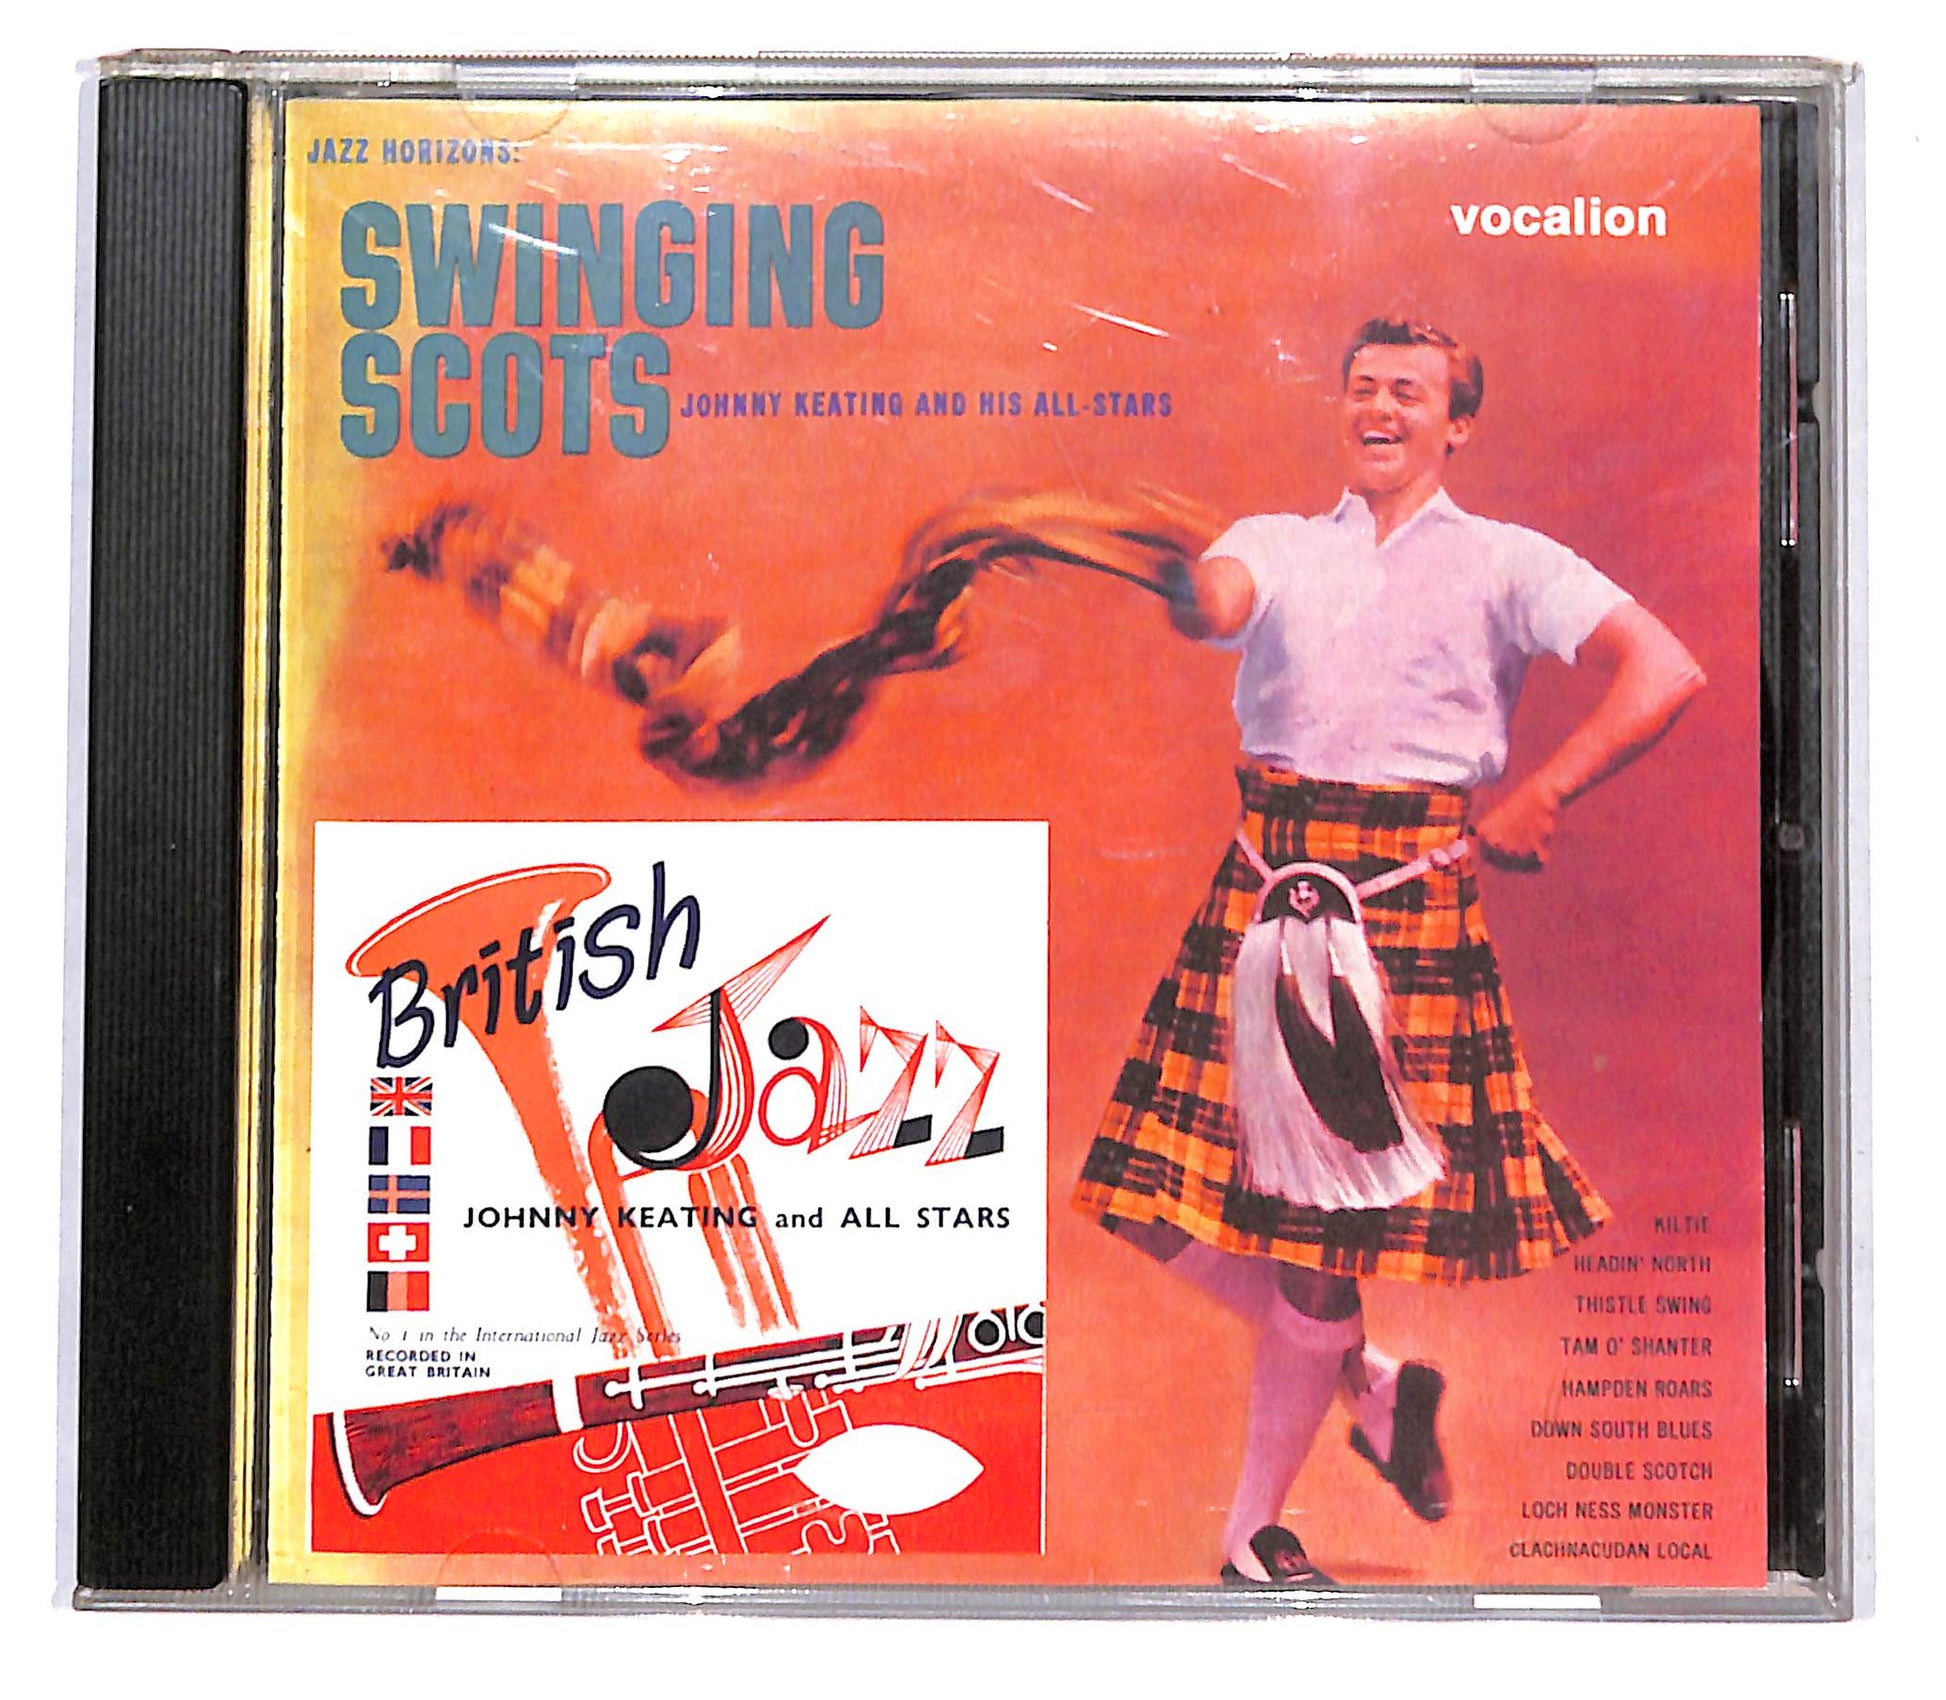 JAZZ HORIZONS:
SWINGING
SCOTS
JOHNNY KEATING AND HIS ALL-STARS
vocalion
British
Jazz
JOHNNY KEATING and ALL STARS
No. 1 in the International Jazz Series
RECORDED IN
GREAT BRITAIN
KILTIE
HEADIN' NORTH
THISTLE SWING
TAM O' SHANTER
HAMPDEN ROARS
DOWN SOUTH BLUES
DOUBLE SCOTCH
LOCH NESS MONSTER
CLACHNACUDAN LOCAL